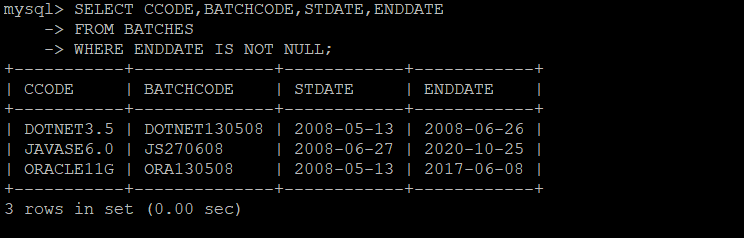 mysql> SELECT CCODE,BATCHCODE,STDATE,ENDDATE
    -> FROM BATCHES
    -> WHERE ENDDATE IS NOT NULL;
+-----------+--------------+------------+------------+
| CCODE     | BATCHCODE    | STDATE     | ENDDATE    |
+-----------+--------------+------------+------------+
| DOTNET3.5 | DOTNET130508 | 2008-05-13 | 2008-06-26 |
| JAVASE6.0 | JS270608     | 2008-06-27 | 2020-10-25 |
| ORACLE11G | ORA130508    | 2008-05-13 | 2017-06-08 |
+-----------+--------------+------------+------------+
3 rows in set (0.00 sec)